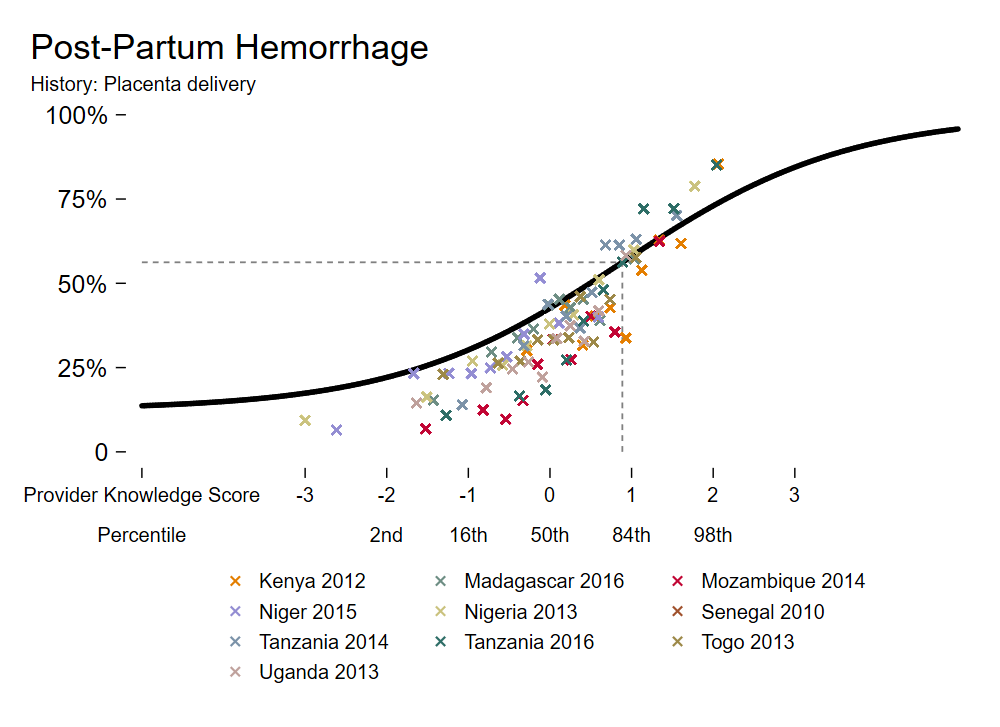 Post-Partum Hemorrhage
History: Placenta delivery
100%
75%
50%
25%
0
Provider Knowledge Score -3 -2 -1 0 1 2 3
Percentile 2nd 16th 50th 84th 98th
Kenya 2012 Madagascar 2016 Mozambique 2014
Niger 2015 Nigeria 2013 Senegal 2010
Tanzania 2014 Tanzania 2016 Togo 2013
Uganda 2013